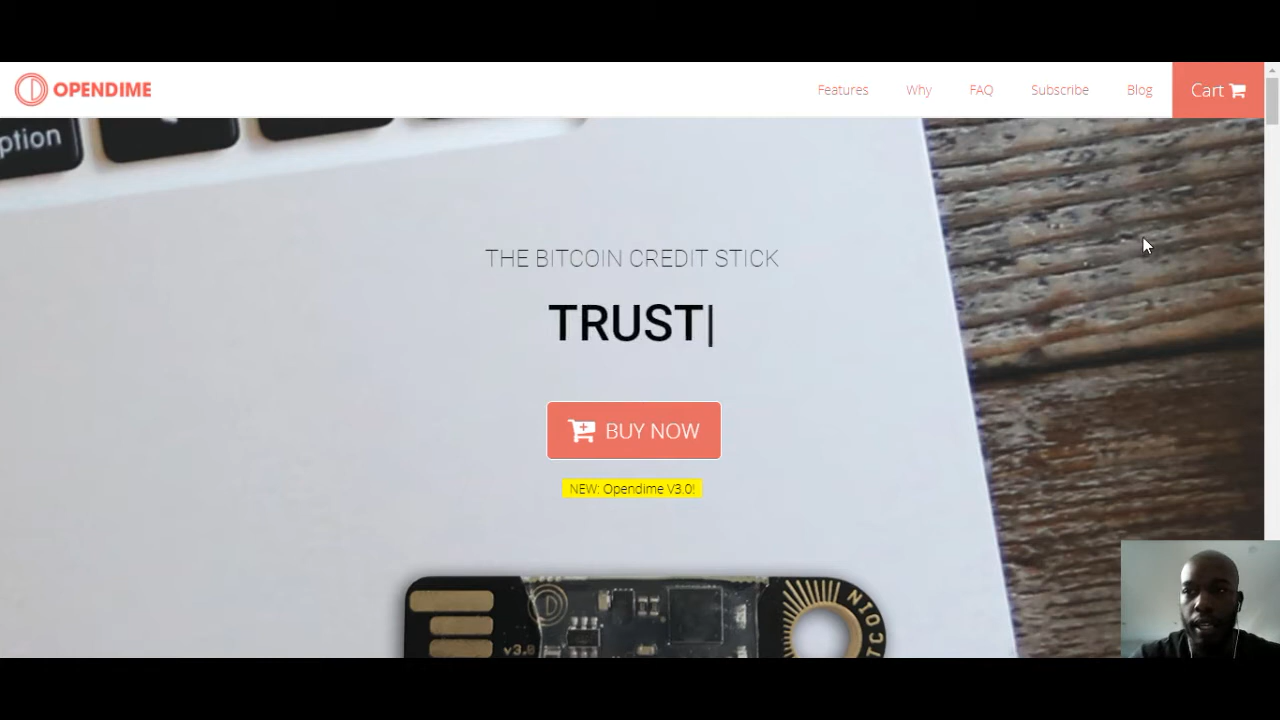 OPENDIME
Features
Why
FAQ
Subscribe
Blog
Cart
ption
THE BITCOIN CREDIT STICK
TRUST|
BUY NOW
NEW: Opendime V3.0!
v3.0